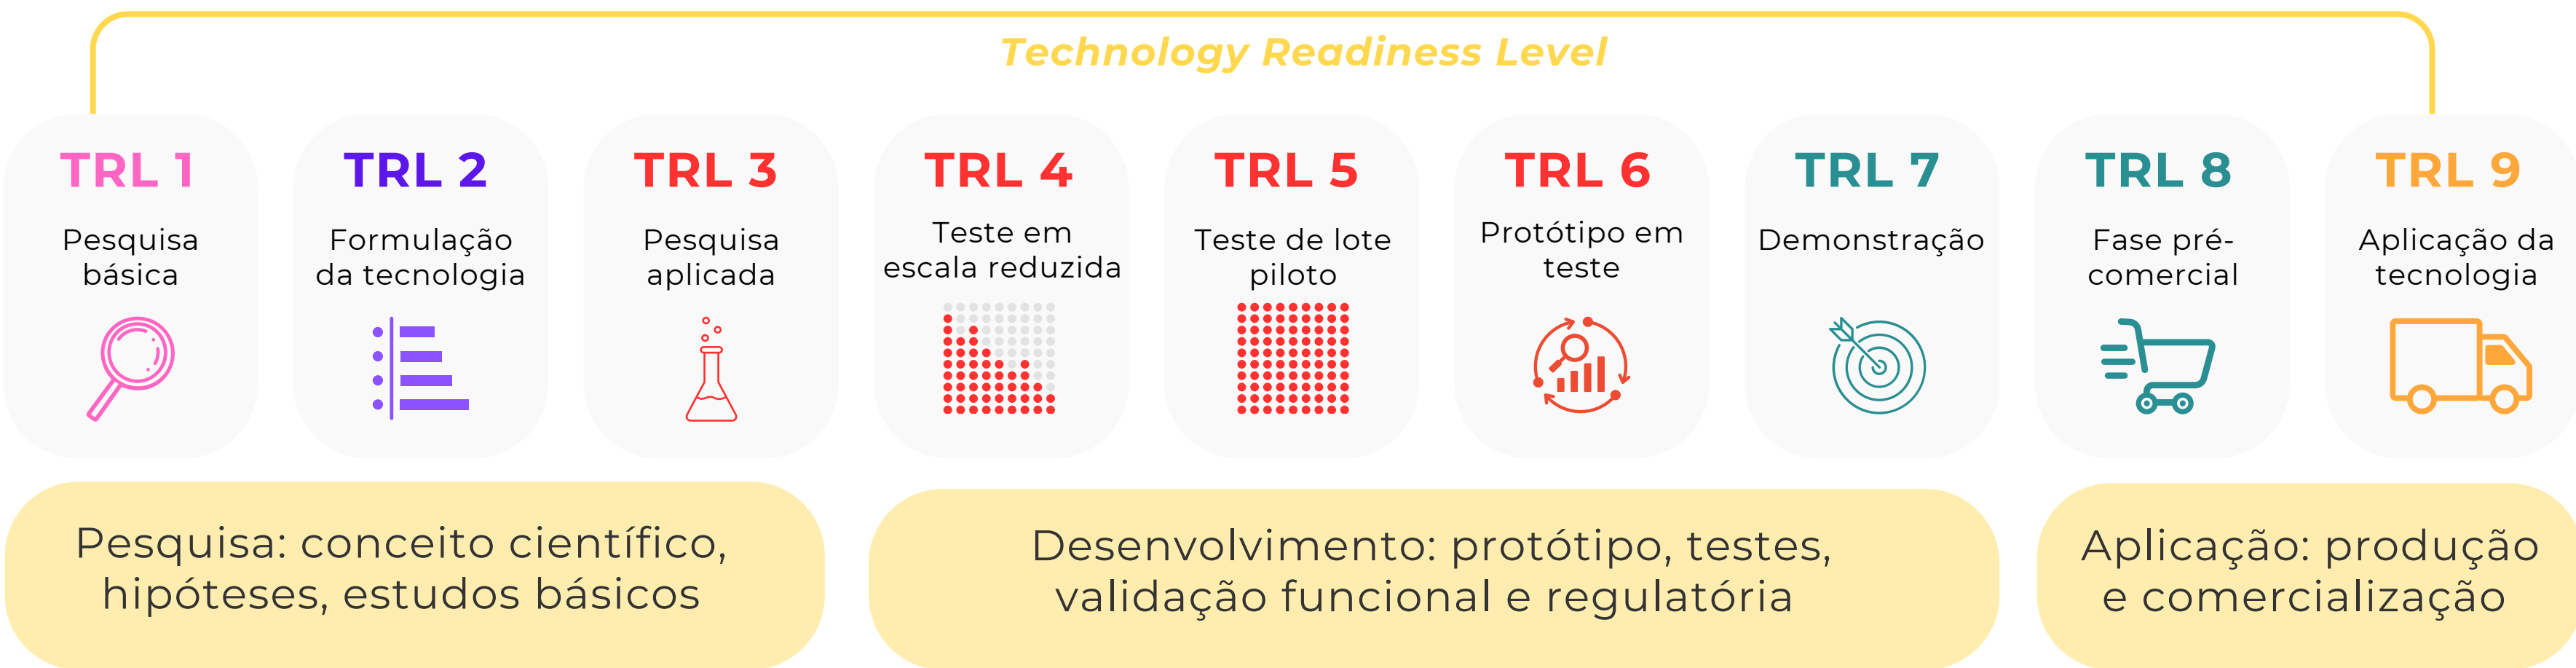 Technology Readiness Level
TRL 1
Pesquisa
básica
TRL 2
Formulação
da tecnologia
TRL 3
Pesquisa
aplicada
TRL 4
Teste em
escala reduzida
TRL 5
Teste de lote
piloto
TRL 6
Protótipo em
teste
TRL 7
Demonstração
TRL 8
Fase pré-
comercial
TRL 9
Aplicação da
tecnologia
Pesquisa: conceito científico,
hipóteses, estudos básicos
Desenvolvimento: protótipo, testes,
validação funcional e regulatória
Aplicação: produção
e comercialização